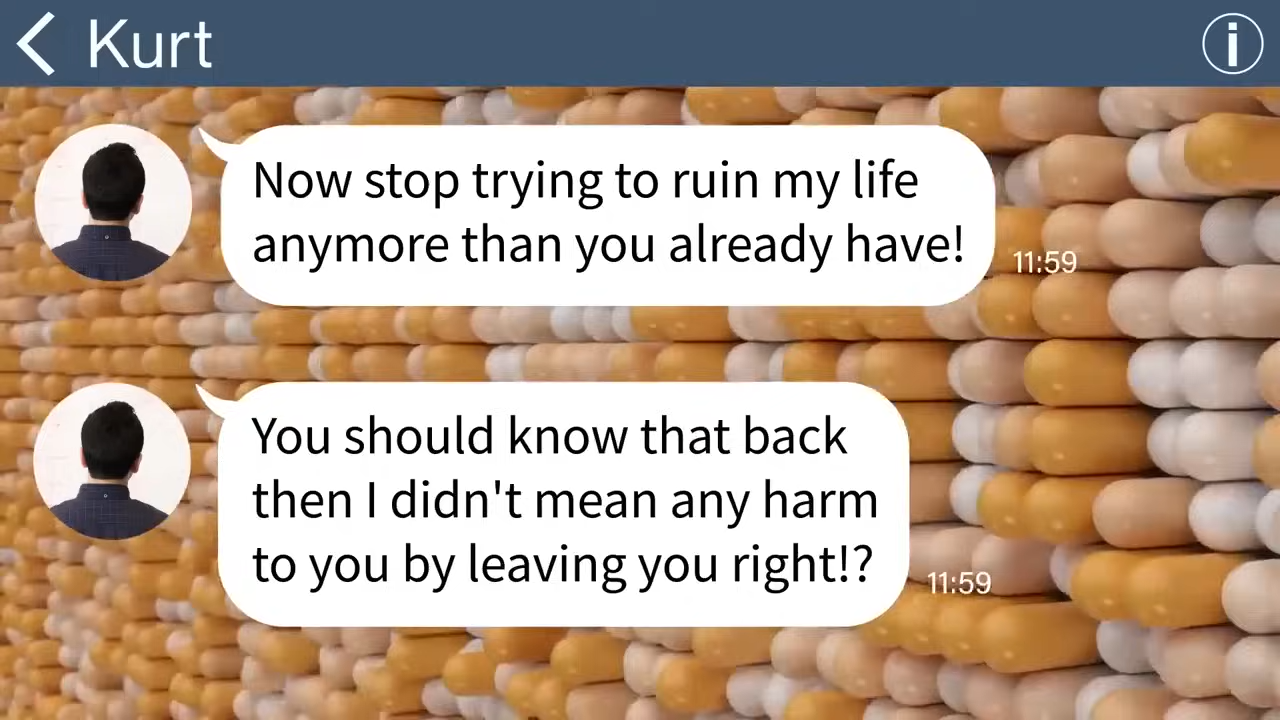 Kurt
Now stop trying to ruin my life
anymore than you already have!
11:59
You should know that back
then I didn't mean any harm
to you by leaving you right!?
11:59